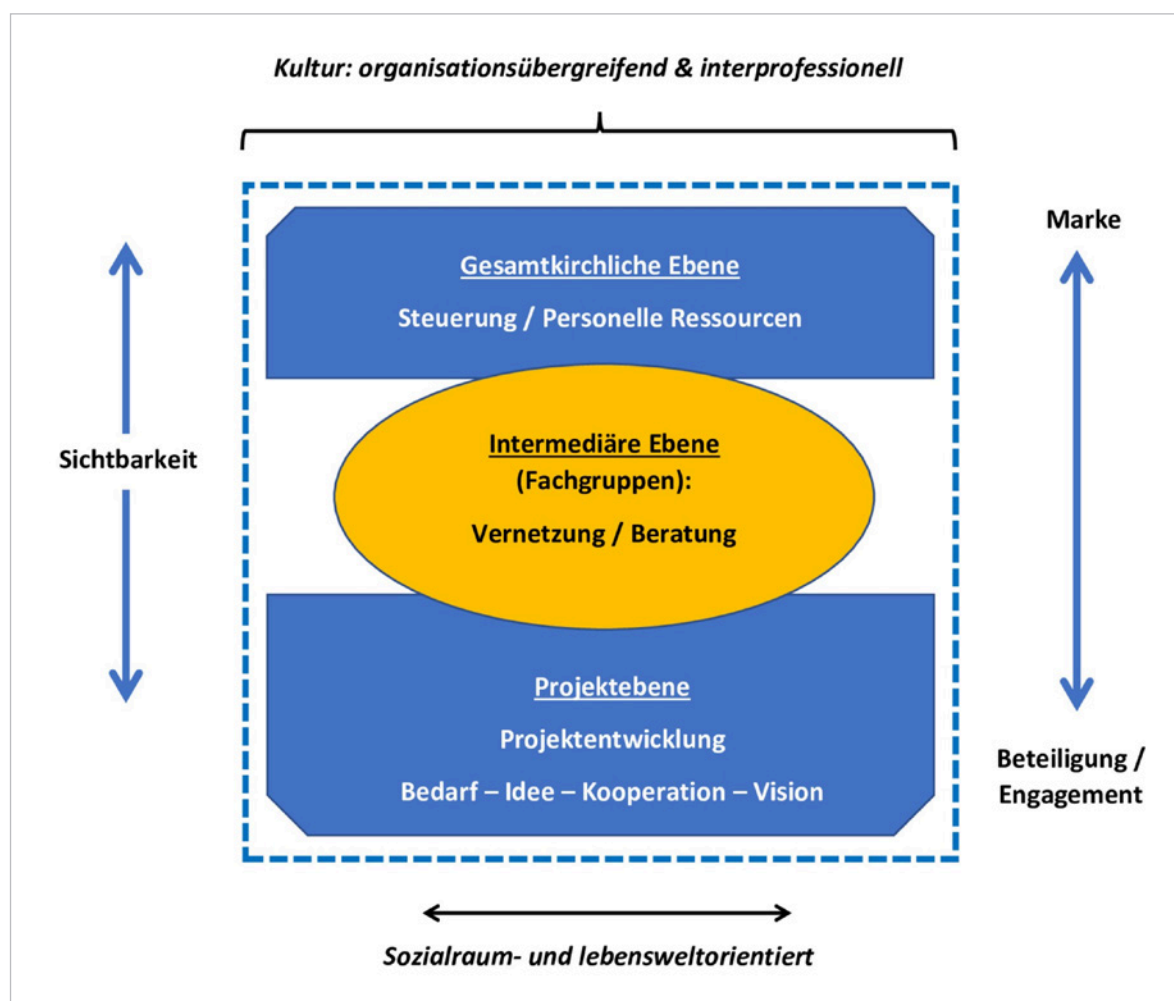 Kultur: organisationsübergreifend & interprofessionell
Marke
Gesamtkirchliche Ebene
Steuerung / Personelle Ressourcen
Sichtbarkeit
Intermediäre Ebene
(Fachgruppen):
Vernetzung / Beratung
Projektebene
Projektentwicklung
Bedarf – Idee – Kooperation – Vision
Beteiligung /
Engagement
Sozialraum- und lebensweltorientiert